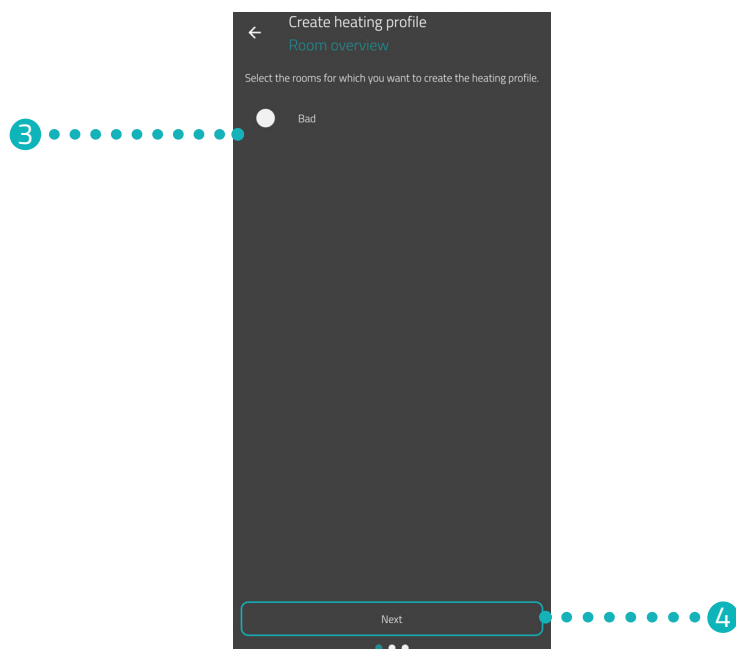 Create heating profile
Room overview
Select the rooms for which you want to create the heating profile.
3
Bad
Next
4